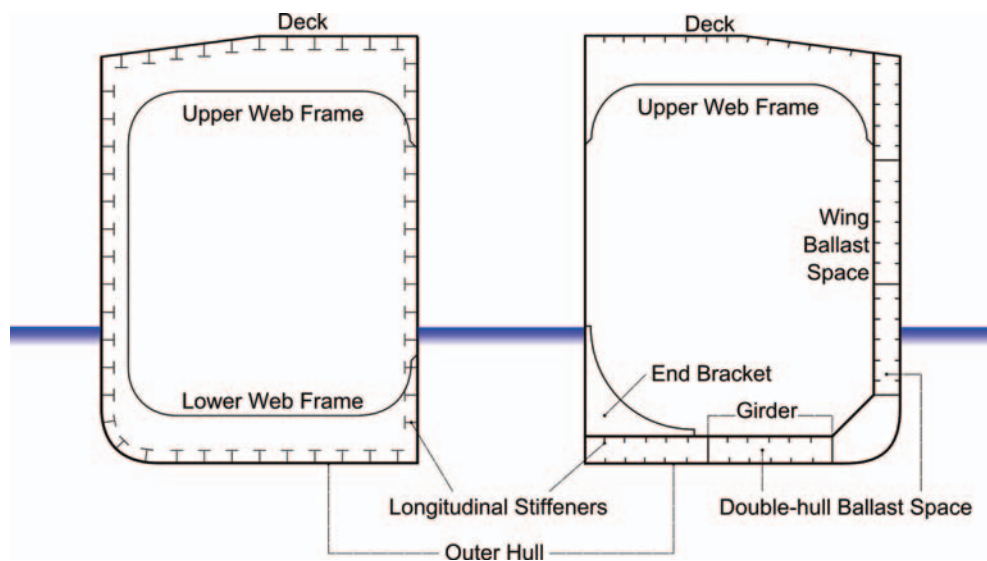 Deck
Deck
Upper Web Frame
Upper Web Frame
Wing
Ballast
Space
End Bracket
Lower Web Frame
Girder
Longitudinal Stiffeners
Double-hull Ballast Space
Outer Hull